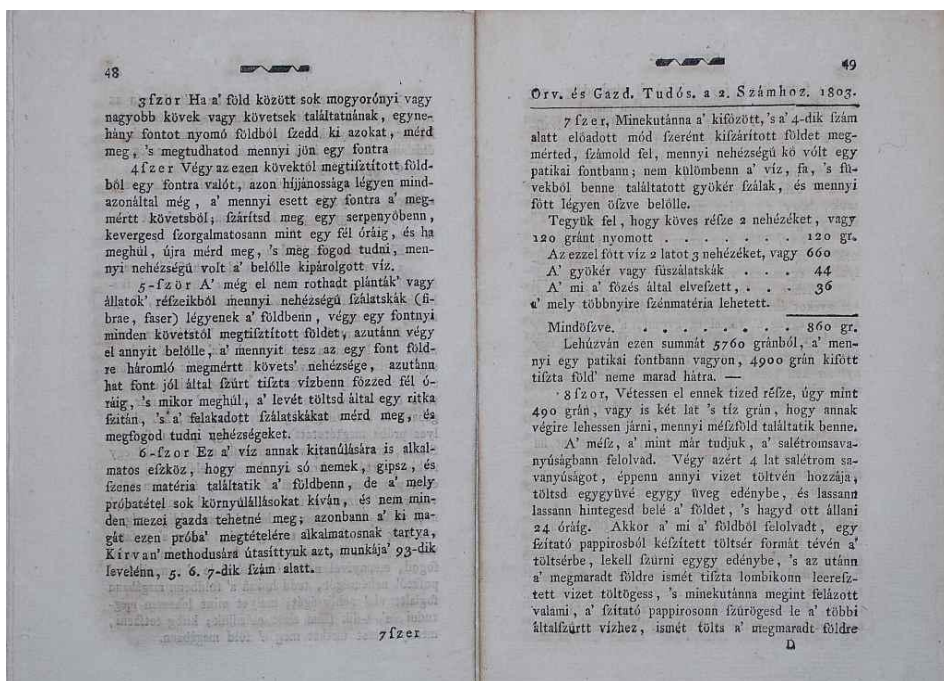 48
3ſzor Ha a' föld között sok mogyorónyi vagy
nagyobb kövek vagy követsek találtatnának, egyne-
hány fontot nyomó földből ſzedd ki azokat, mérd
meg, 's megtudhatod mennyi jön egy fontra
4ſzer Végy az ezen kövektől megtiſztított föld-
ből egy fontra valót, azon híjjánossága légyen mind-
azonáltal még, a' mennyi esett egy fontra a' meg-
mértt követsből; ſzárítsd meg egy serpenyőbenn,
kevergesd ſzorgalmatosann mint egy fél óráig, és ha
meghúl, újra mérd meg, 's meg fogod tudni, men-
nyi nehézségű volt a' belőlle kipárolgott víz.
5-ſzör A' még el nem rothadt plánták' vagy
állatok' réſzeikből mennyi nehézségű ſzálatskák (fi-
brae, faser) légyenek a' földbenn, végy egy fontnyi
minden követstől megtiſztított földet, azutánn végy
el annyit belőlle, a' mennyit tesz az egy font föld-
re háromló megmértt követs' nehézsége, azutánn
hat font jól által ſzúrt tiſzta vízbenn főzzed fél ó-
ráig, 's mikor meghúl, a' levét töltsd által egy ritka
ſzitán, 's a' felakadott ſzálatskákat mérd meg, és
megfogod tudni nehézségeket.
6-ſzor Ez a' víz annak kitanúlására is alkal-
matos eſzköz, hogy mennyi só nemek, gipsz, és
ſzenes matéria találtatik a' földbenn, de a' mely
próbatétel sok környúlállásokat kíván, és nem min-
den mezei gazda tehetné meg; azonbann a' ki ma-
gát ezen próba' megtételére alkalmatosnak tartya,
Kirvan' methodusára útasíttyuk azt, munkája' 93-dik
levelénn, 5. 6. 7-dik ſzám alatt.
7ſzer
49
Orv. és Gazd. Tudós. a 2. Számhoz. 1803.
7ſzer, Minekutánna a' kifőzött, 's a' 4-dik ſzám
alatt előadott mód ſzerént kiſzárított földet meg-
mérted, ſzámold fel, mennyi nehézségű kő vólt egy
patikai fontbann; nem külömbenn a' víz, fa, 's fü-
vekből benne találtatott gyökér ſzálak, és mennyi
főtt légyen öſzve belőlle.
Tegyük fel, hogy köves réſze 2 nehézéket, vagy
120 gránt nyomott . . . . . . . 120 gr.
Az ezzel fött víz 2 latot 3 nehézéket, vagy 660
A' gyökér vagy fúszálatskák . . . 44
A' mi a' főzés által elveſzett, . . . 36
a' mely többnyire ſzénmatéria lehetett.
Mindöſzve. . . . . . . . . 860 gr.
Lehúzván ezen summát 5760 gránból, a' men-
nyi egy patikai fontbann vagyon, 4900 grán kifőtt
tiſzta föld' neme marad hátra. —
8ſzor, Vétessen el ennek tized réſze, úgy mint
490 grán, vagy is két lat 's tíz grán, hogy annak
végire lehessen járni, mennyi méſzföld találtatik benne.
A' méſz, a' mint már tudjuk, a' salétromsava-
nyúságbann felolvad. Végy azért 4 lat salétrom sa-
vanyúságot, éppenn annyi vizet töltvén hozzája,
töltsd egygyüvé egygy üveg edénybe, és lassann
lassann hintegesd belé a' földet, 's hagyd ott állani
24 óráig. Akkor a' mi a' földből felolvadt, egy
ſzítató pappirosból kéſzített töltsér formát tévén a'
töltsérbe, lekell ſzúrni egygy edénybe, 's az utánn
a' megmaradt földre ismét tiſzta lombikonn leereſz-
tett vizet töltögess, 's minekutánna megint felázott
valami, a' ſzítató pappirosonn ſzúrögesd le a' többi
általſzúrtt vízhez, ismét tölts a' megmaradt földre
D